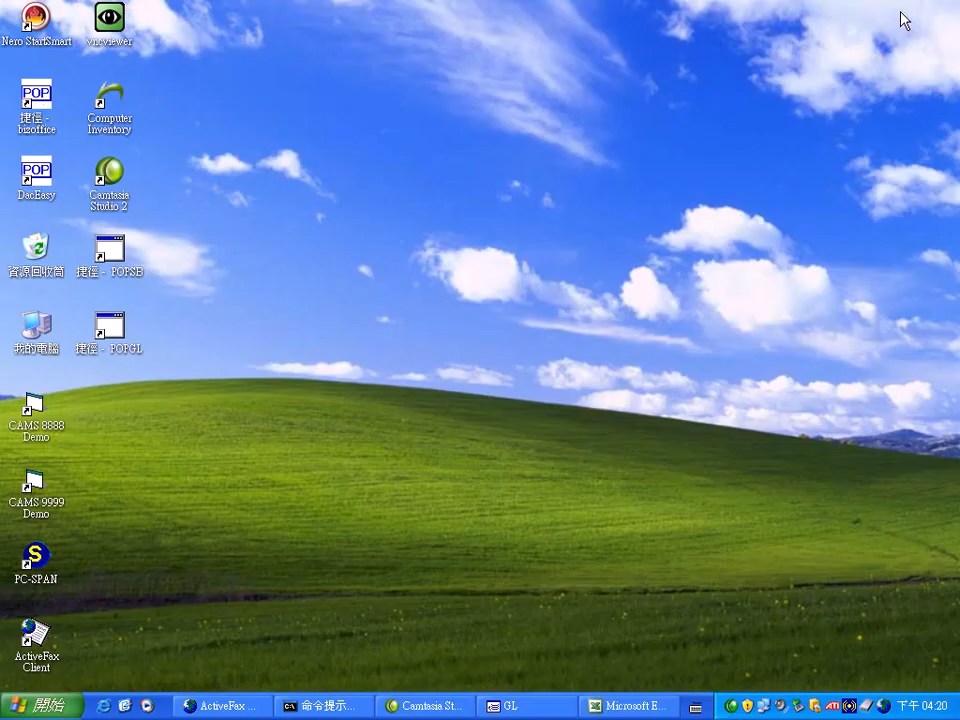 Nero StartSmart
vncviewer
POP
捷徑 -
bizoffice
Computer
Inventory
POP
DacEasy
Camtasia
Studio 2
資源回收筒
捷徑 - POPSB
我的電腦
捷徑 - POPGL
CAMS 8888
Demo
CAMS 9999
Demo
S
PC-SPAN
ActiveFax
Client
開始
ActiveFax ...
命令提示...
Camtasia St...
GL
Microsoft E...
ATI
下午 04:20